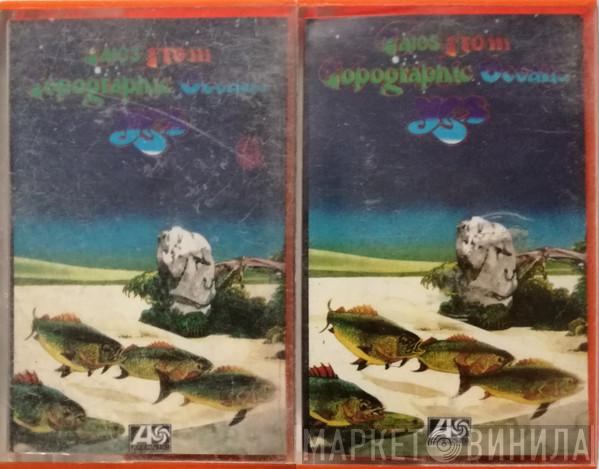 Tales From
Topographic Oceans
YES
Tales From
Topographic Oceans
YES
МАРКЕТ ВИНИЛА